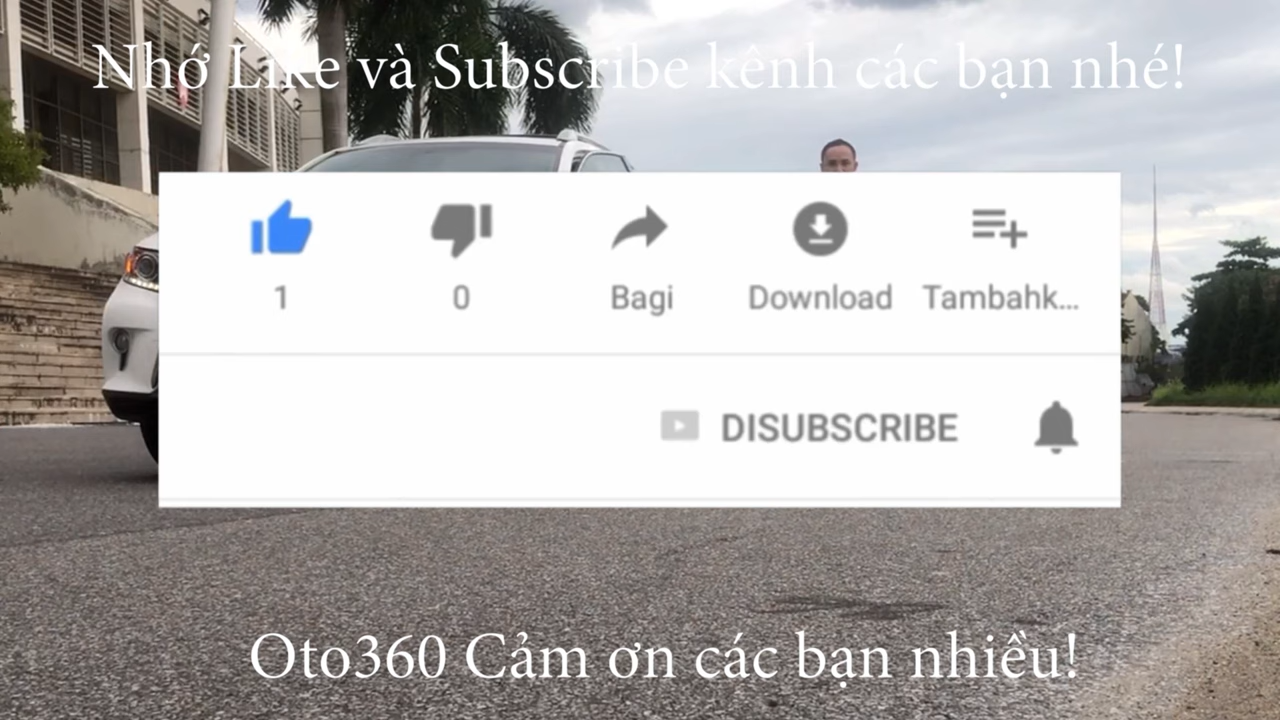 Nhớ Like và Subscribe kênh các bạn nhé!
1 0 Bagi Download Tambahk...
DISUBSCRIBE
Oto360 Cảm ơn các bạn nhiều!